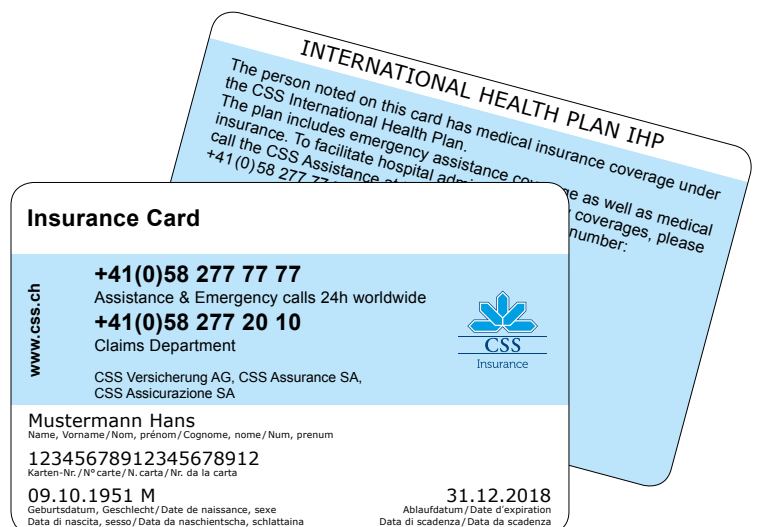 INTERNATIONAL HEALTH PLAN IHP
The person noted on this card has medical insurance coverage under
the CSS International Health Plan.
The plan includes emergency assistance as well as medical
insurance. To facilitate hospital coverages, please
call the CSS Assistance number:
+41(0)58 277
Insurance Card
www.css.ch
+41(0)58 277 77 77
Assistance & Emergency calls 24h worldwide
+41(0)58 277 20 10
Claims Department
CSS Versicherung AG, CSS Assurance SA,
CSS Assicurazione SA
CSS
Insurance
Mustermann Hans
Name, Vorname/Nom, prénom/Cognome, nome/Num, prenum
12345678912345678912
Karten-Nr./N° carte/N. carta/Nr. da la carta
09.10.1951 M
Geburtsdatum, Geschlecht/Date de naissance, sexe
Data di nascita, sesso/Data da naschientscha, schlattaina
31.12.2018
Ablaufdatum/Date d'expiration
Data di scadenza/Data da scadenza